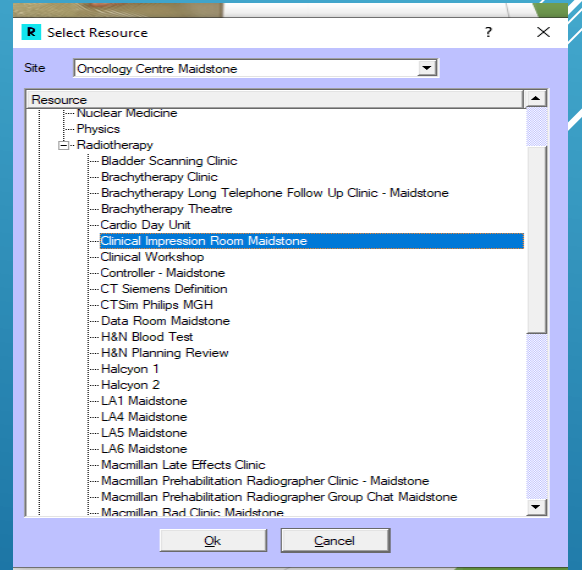 R Select Resource ? ×
Site Oncology Centre Maidstone
Resource
Nuclear Medicine
Physics
Radiotherapy
Bladder Scanning Clinic
Brachytherapy Clinic
Brachytherapy Long Telephone Follow Up Clinic - Maidstone
Brachytherapy Theatre
Cardio Day Unit
Clinical Impression Room Maidstone
Clinical Workshop
Controller - Maidstone
CT Siemens Definition
CTSim Philips MGH
Data Room Maidstone
H&N Blood Test
H&N Planning Review
Halcyon 1
Halcyon 2
LA1 Maidstone
LA4 Maidstone
LA5 Maidstone
LA6 Maidstone
Macmillan Late Effects Clinic
Macmillan Prehabilitation Radiographer Clinic - Maidstone
Macmillan Prehabilitation Radiographer Group Chat Maidstone
Macmillan Rad Clinic Maidstone
Ok Cancel